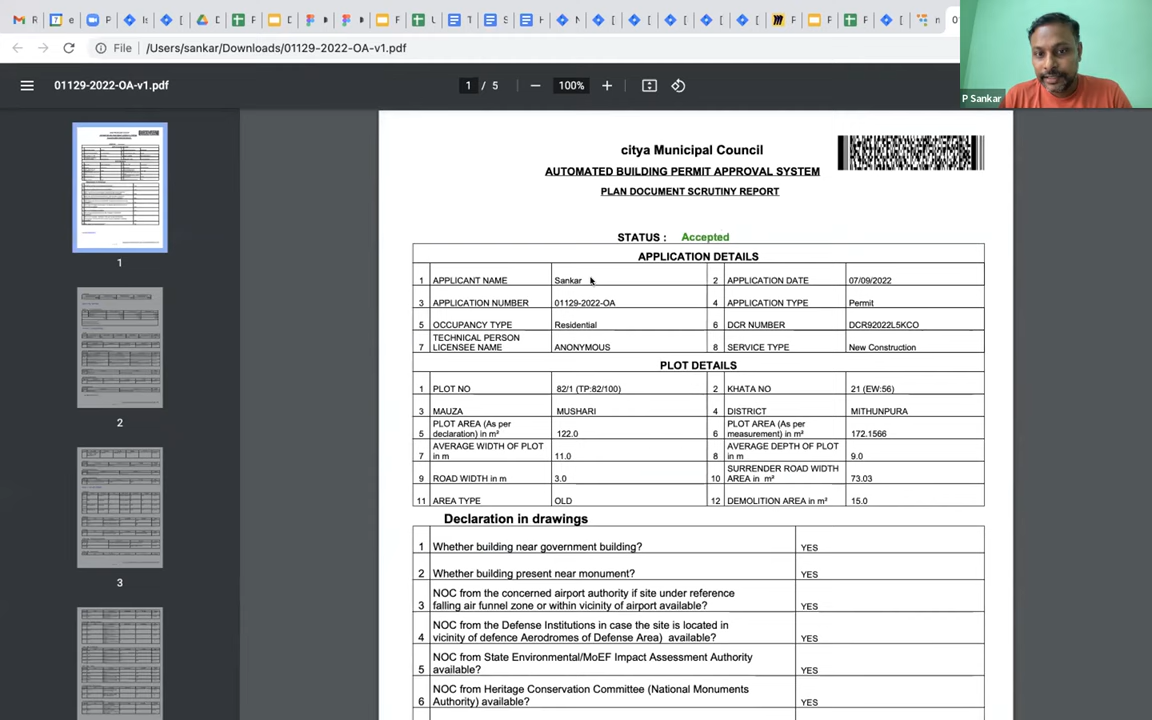 File /Users/sankar/Downloads/01129-2022-OA-v1.pdf
P Sankar
01129-2022-OA-v1.pdf
1 / 5
100%
citya Municipal Council
AUTOMATED BUILDING PERMIT APPROVAL SYSTEM
PLAN DOCUMENT SCRUTINY REPORT
STATUS : Accepted
APPLICATION DETAILS
1 APPLICANT NAME Sankar 2 APPLICATION DATE 07/09/2022
3 APPLICATION NUMBER 01129-2022-OA 4 APPLICATION TYPE Permit
5 OCCUPANCY TYPE Residential 6 DCR NUMBER DCR92022L5KCO
7 TECHNICAL PERSON LICENSEE NAME ANONYMOUS 8 SERVICE TYPE New Construction
PLOT DETAILS
1 PLOT NO 82/1 (TP:82/100) 2 KHATA NO 21 (EW:56)
3 MAUZA MUSHARI 4 DISTRICT MITHUNPURA
5 PLOT AREA (As per declaration) in m² 122.0 6 PLOT AREA (As per measurement) in m² 172.1566
7 AVERAGE WIDTH OF PLOT in m 11.0 8 AVERAGE DEPTH OF PLOT in m 9.0
9 ROAD WIDTH in m 3.0 10 SURRENDER ROAD WIDTH AREA in m² 73.03
11 AREA TYPE OLD 12 DEMOLITION AREA in m² 15.0
Declaration in drawings
1 Whether building near government building? YES
2 Whether building present near monument? YES
3 NOC from the concerned airport authority if site under reference
falling air funnel zone or within vicinity of airport available? YES
4 NOC from the Defense Institutions in case the site is located in
vicinity of defence Aerodromes of Defense Area) available? YES
5 NOC from State Environmental/MoEF Impact Assessment Authority
available? YES
6 NOC from Heritage Conservation Committee (National Monuments
Authority) available? YES
1
2
3